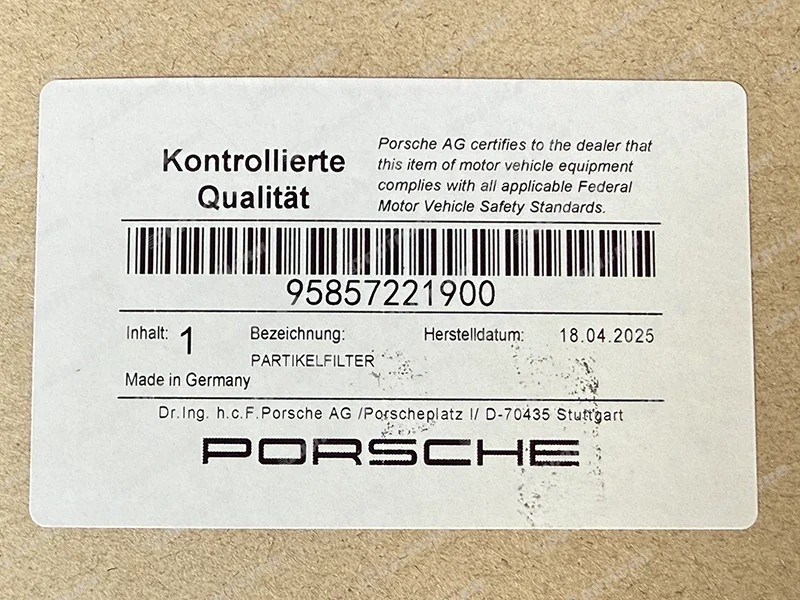 Kontrollierte
Qualität
Porsche AG certifies to the dealer that
this item of motor vehicle equipment
complies with all applicable Federal
Motor Vehicle Safety Standards.
95857221900
Inhalt: 1 Bezeichnung: Herstelldatum: 18.04.2025
PARTIKELFILTER
Made in Germany
Dr.Ing. h.c.F.Porsche AG /Porscheplatz I/ D-70435 Stuttgart
PORSCHE